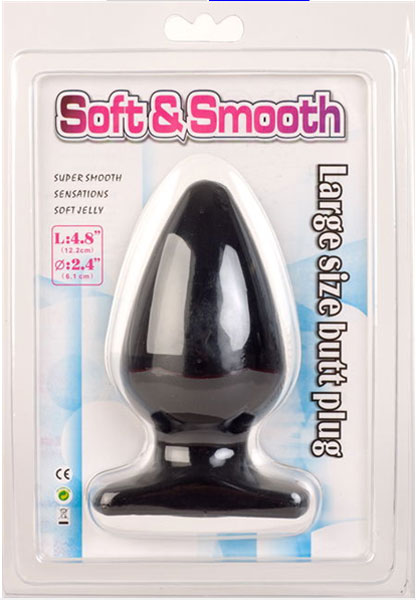 Soft & Smooth
SUPER SMOOTH
SENSATIONS
SOFT JELLY
L:4.8"
(12.2cm)
Ø:2.4"
(6.1cm)
Large size butt plug
CE